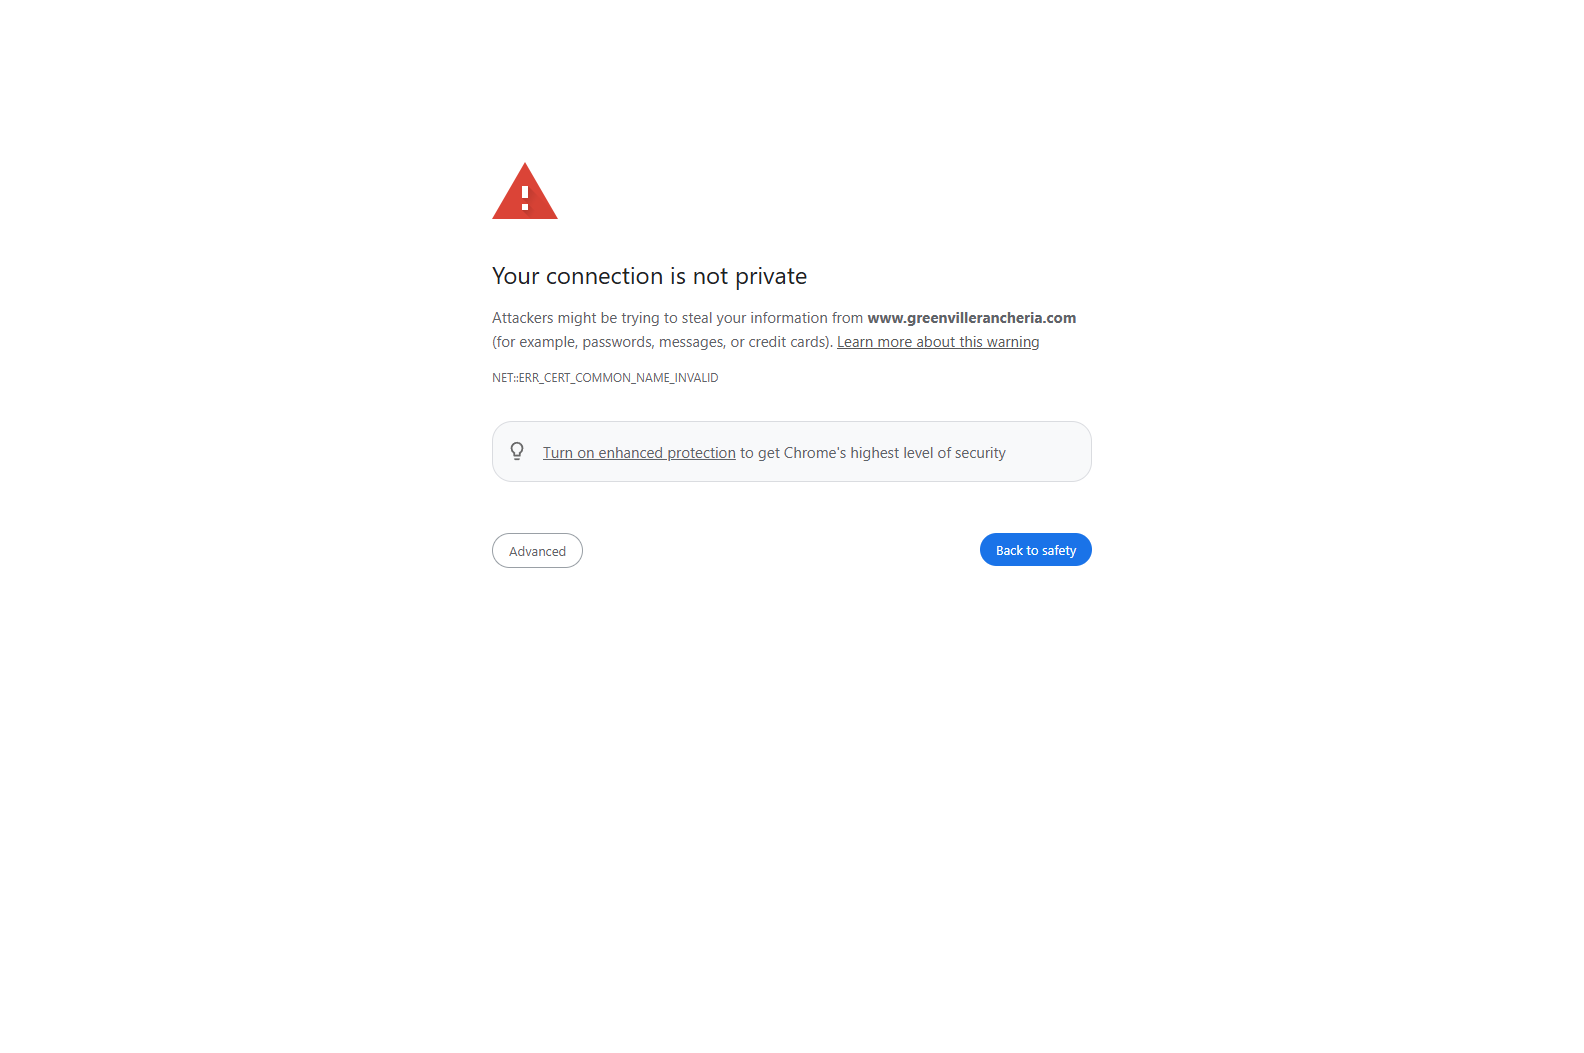 Your connection is not private
Attackers might be trying to steal your information from www.greenvillerancheria.com
(for example, passwords, messages, or credit cards). Learn more about this warning
NET::ERR_CERT_COMMON_NAME_INVALID
Turn on enhanced protection to get Chrome's highest level of security
Advanced
Back to safety